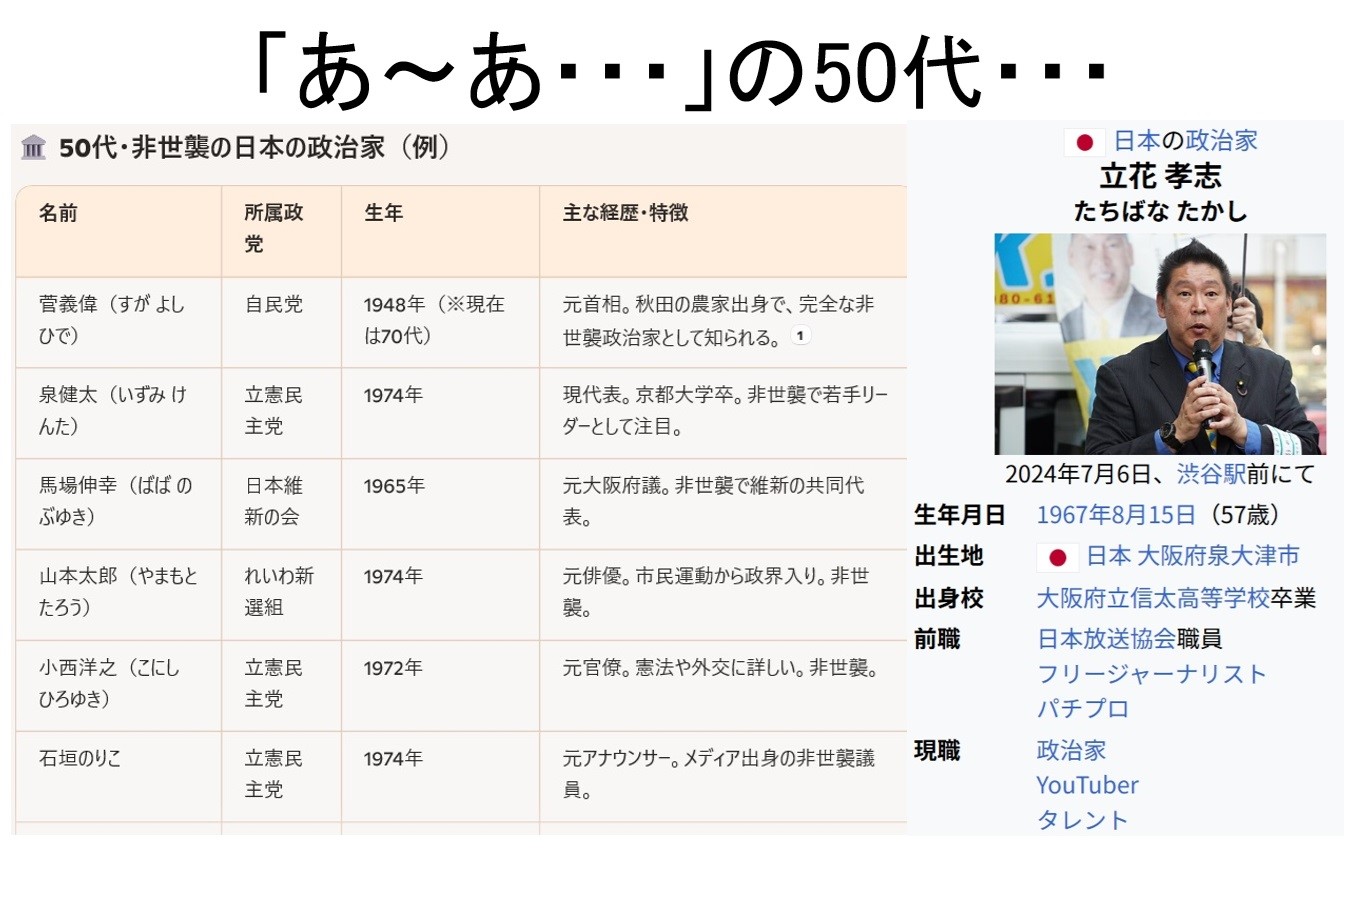 「あ～あ・・・」の50代・・・
50代・非世襲の日本の政治家（例）
名前
所属政
党
生年
主な経歴・特徴
菅義偉（すが よし
ひで）
自民党
1948年（※現在
は70代）
元首相。秋田の農家出身で、完全な非
世襲政治家として知られる。 1
泉健太（いずみ け
んた）
立憲民
主党
1974年
現代表。京都大学卒。非世襲で若手リー
ダーとして注目。
馬場伸幸（ばば の
ぶゆき）
日本維
新の会
1965年
元大阪府議。非世襲で維新の共同代
表。
山本太郎（やまもと
たろう）
れいわ新
選組
1974年
元俳優。市民運動から政界入り。非世
襲。
小西洋之（こにし
ひろゆき）
立憲民
主党
1972年
元官僚。憲法や外交に詳しい。非世襲。
石垣のりこ
立憲民
主党
1974年
元アナウンサー。メディア出身の非世襲議
員。
日本の政治家
立花 孝志
たちばな たかし
080-61
2024年7月6日、渋谷駅前にて
生年月日 1967年8月15日（57歳）
出生地 日本 大阪府泉大津市
出身校 大阪府立信太高等学校卒業
前職 日本放送協会職員
フリージャーナリスト
パチプロ
現職 政治家
YouTuber
タレント